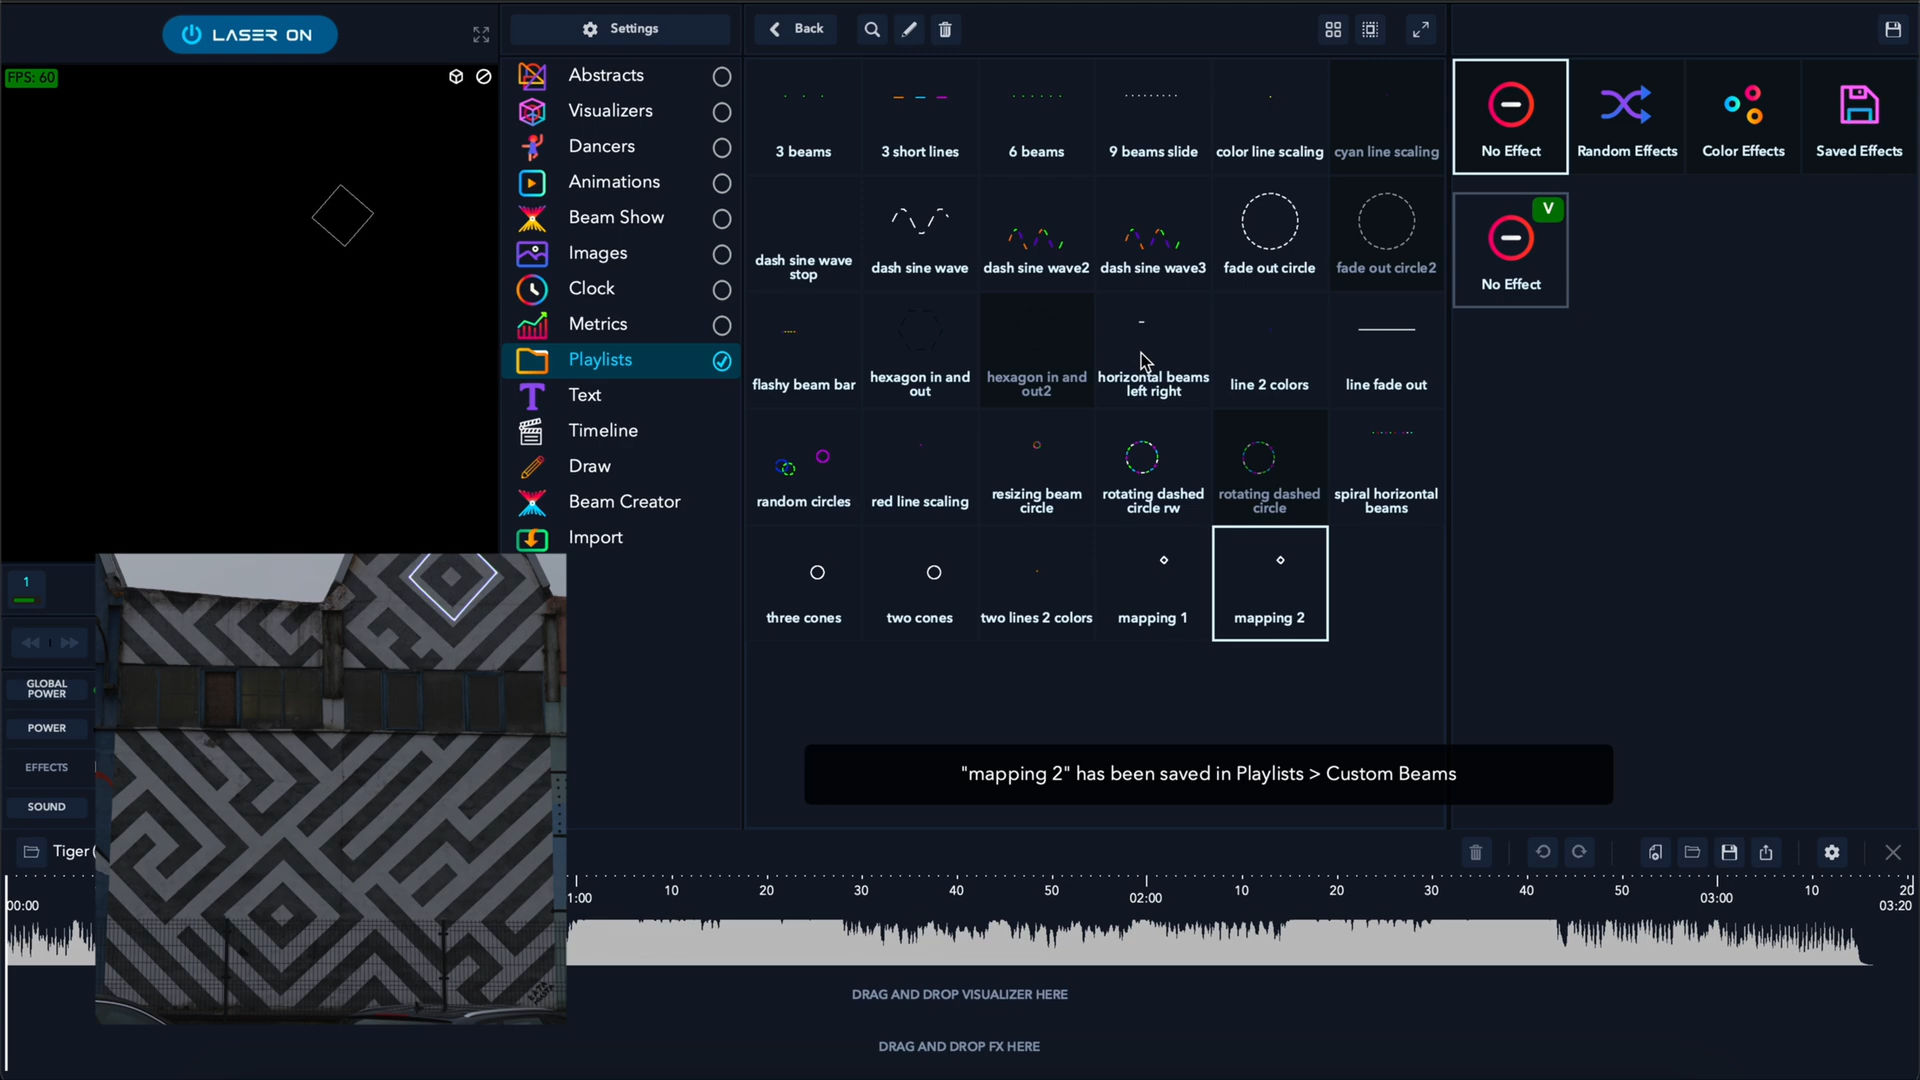 LASER ON
Settings
Back
FPS: 60
Abstracts
Visualizers
Dancers
Animations
Beam Show
Images
Clock
Metrics
Playlists
Text
Timeline
Draw
Beam Creator
Import
3 beams
3 short lines
6 beams
9 beams slide
color line scaling
cyan line scaling
dash sine wave
stop
dash sine wave
dash sine wave2
dash sine wave3
fade out circle
fade out circle2
flashy beam bar
hexagon in and
out
hexagon in and
out2
horizontal beams
left right
line 2 colors
line fade out
random circles
red line scaling
resizing beam
circle
rotating dashed
circle rw
rotating dashed
circle
spiral horizontal
beams
three cones
two cones
two lines 2 colors
mapping 1
mapping 2
No Effect
Random Effects
Color Effects
Saved Effects
V
No Effect
1
GLOBAL
POWER
POWER
EFFECTS
SOUND
"mapping 2" has been saved in Playlists > Custom Beams
Tiger (
00:00
1:00
10
20
30
40
50
02:00
10
20
30
40
50
03:00
10
20
03:20
DRAG AND DROP VISUALIZER HERE
DRAG AND DROP FX HERE